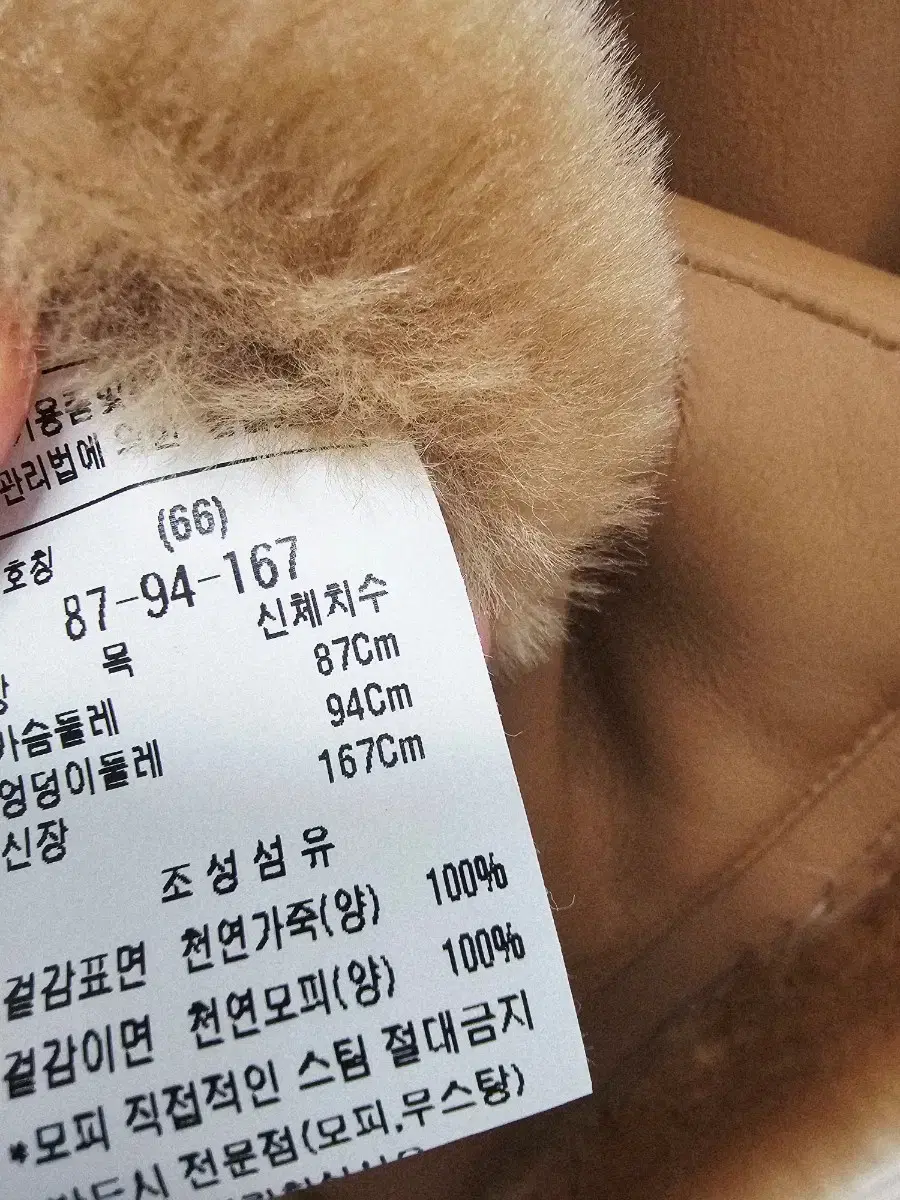 관리법에
(66)
호칭 87-94-167
목 신체치수
가슴둘레 87Cm
엉덩이둘레 94Cm
신장 167Cm
조성섬유
겉감표면 천연가죽(양) 100%
겉감이면 천연모피(양) 100%
*모피 직접적인 스팀 절대금지
전문점(모피,무스탕)